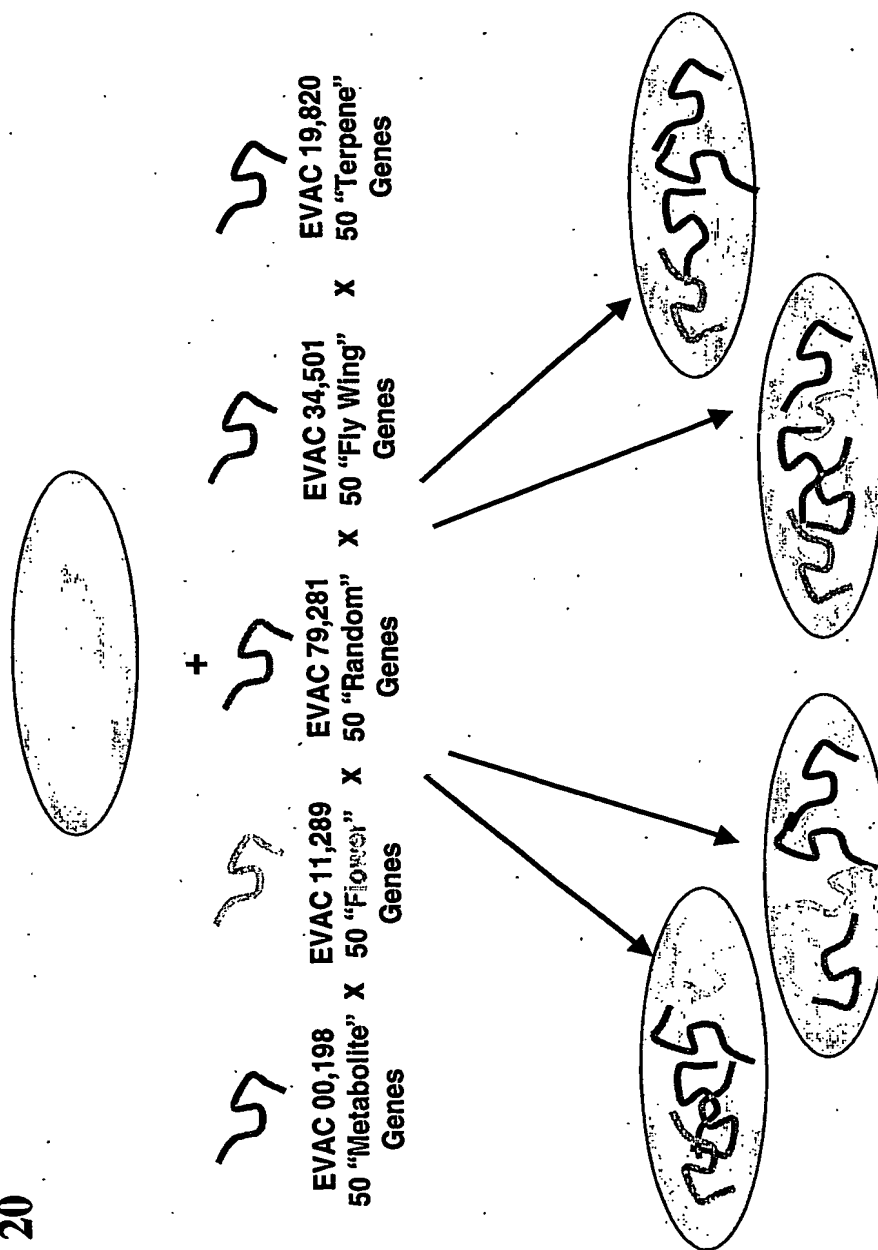 20
+
EVAC 00,198
50 “Metabolite”
Genes
X
EVAC 11,289
50 “Flower”
Genes
X
EVAC 79,281
50 “Random”
Genes
X
EVAC 34,501
50 “Fly Wing”
Genes
X
EVAC 19,820
50 “Terpene”
Genes